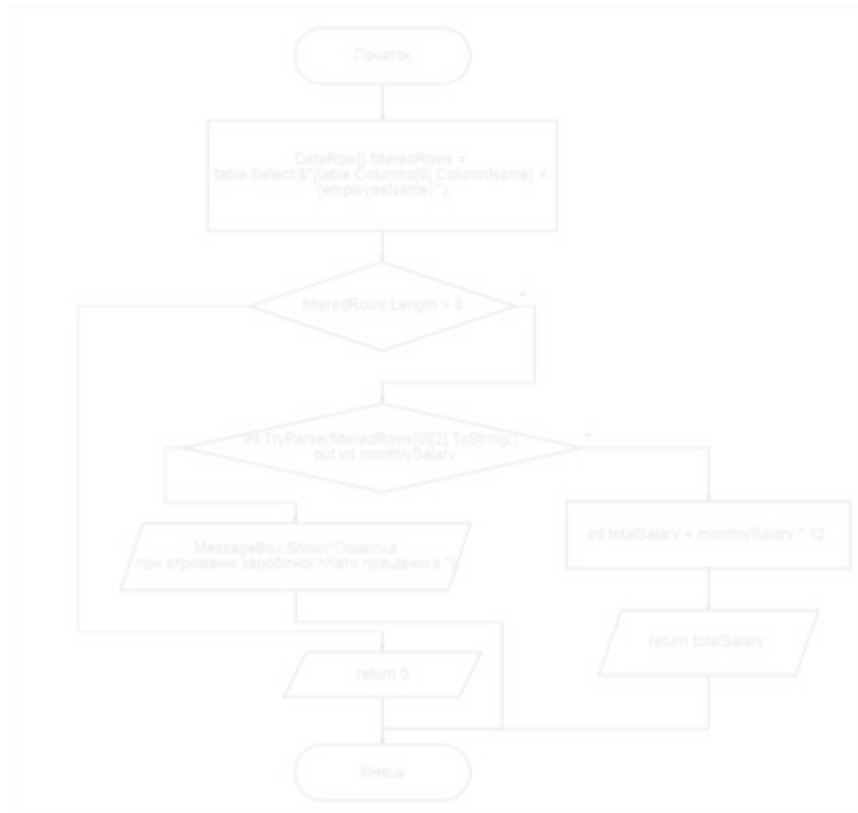 Початок
DataRow[] filteredRows =
table.Select($"{table.Columns[0].ColumnName} =
'{employeeName}'");
filteredRows.Length > 0
+
int.TryParse(filteredRows[0][2].ToString(),
out int monthlySalary
+
MessageBox.Show("Помилка
при отриманні заробітної плати працівника.")
int totalSalary = monthlySalary * 12;
return totalSalary;
return 0
Кінець